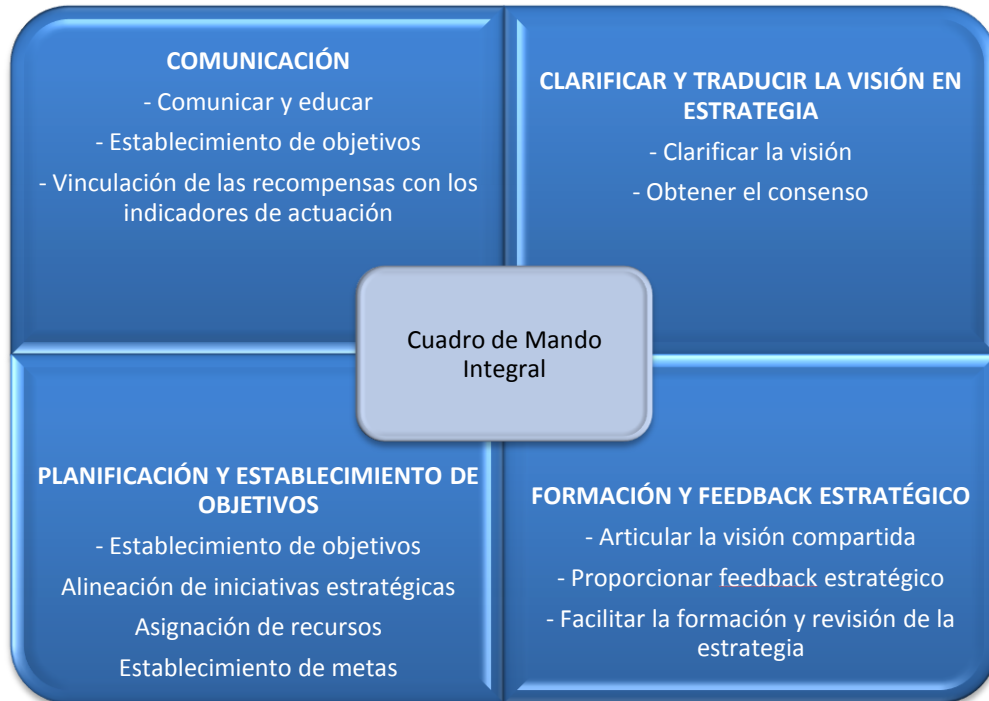 COMUNICACIÓN
- Comunicar y educar
- Establecimiento de objetivos
- Vinculación de las recompensas con los
indicadores de actuación
CLARIFICAR Y TRADUCIR LA VISIÓN EN
ESTRATEGIA
- Clarificar la visión
- Obtener el consenso
Cuadro de Mando
Integral
PLANIFICACIÓN Y ESTABLECIMIENTO DE
OBJETIVOS
- Establecimiento de objetivos
Alineación de iniciativas estratégicas
Asignación de recursos
Establecimiento de metas
FORMACIÓN Y FEEDBACK ESTRATÉGICO
- Articular la visión compartida
- Proporcionar feedback estratégico
- Facilitar la formación y revisión de la
estrategia